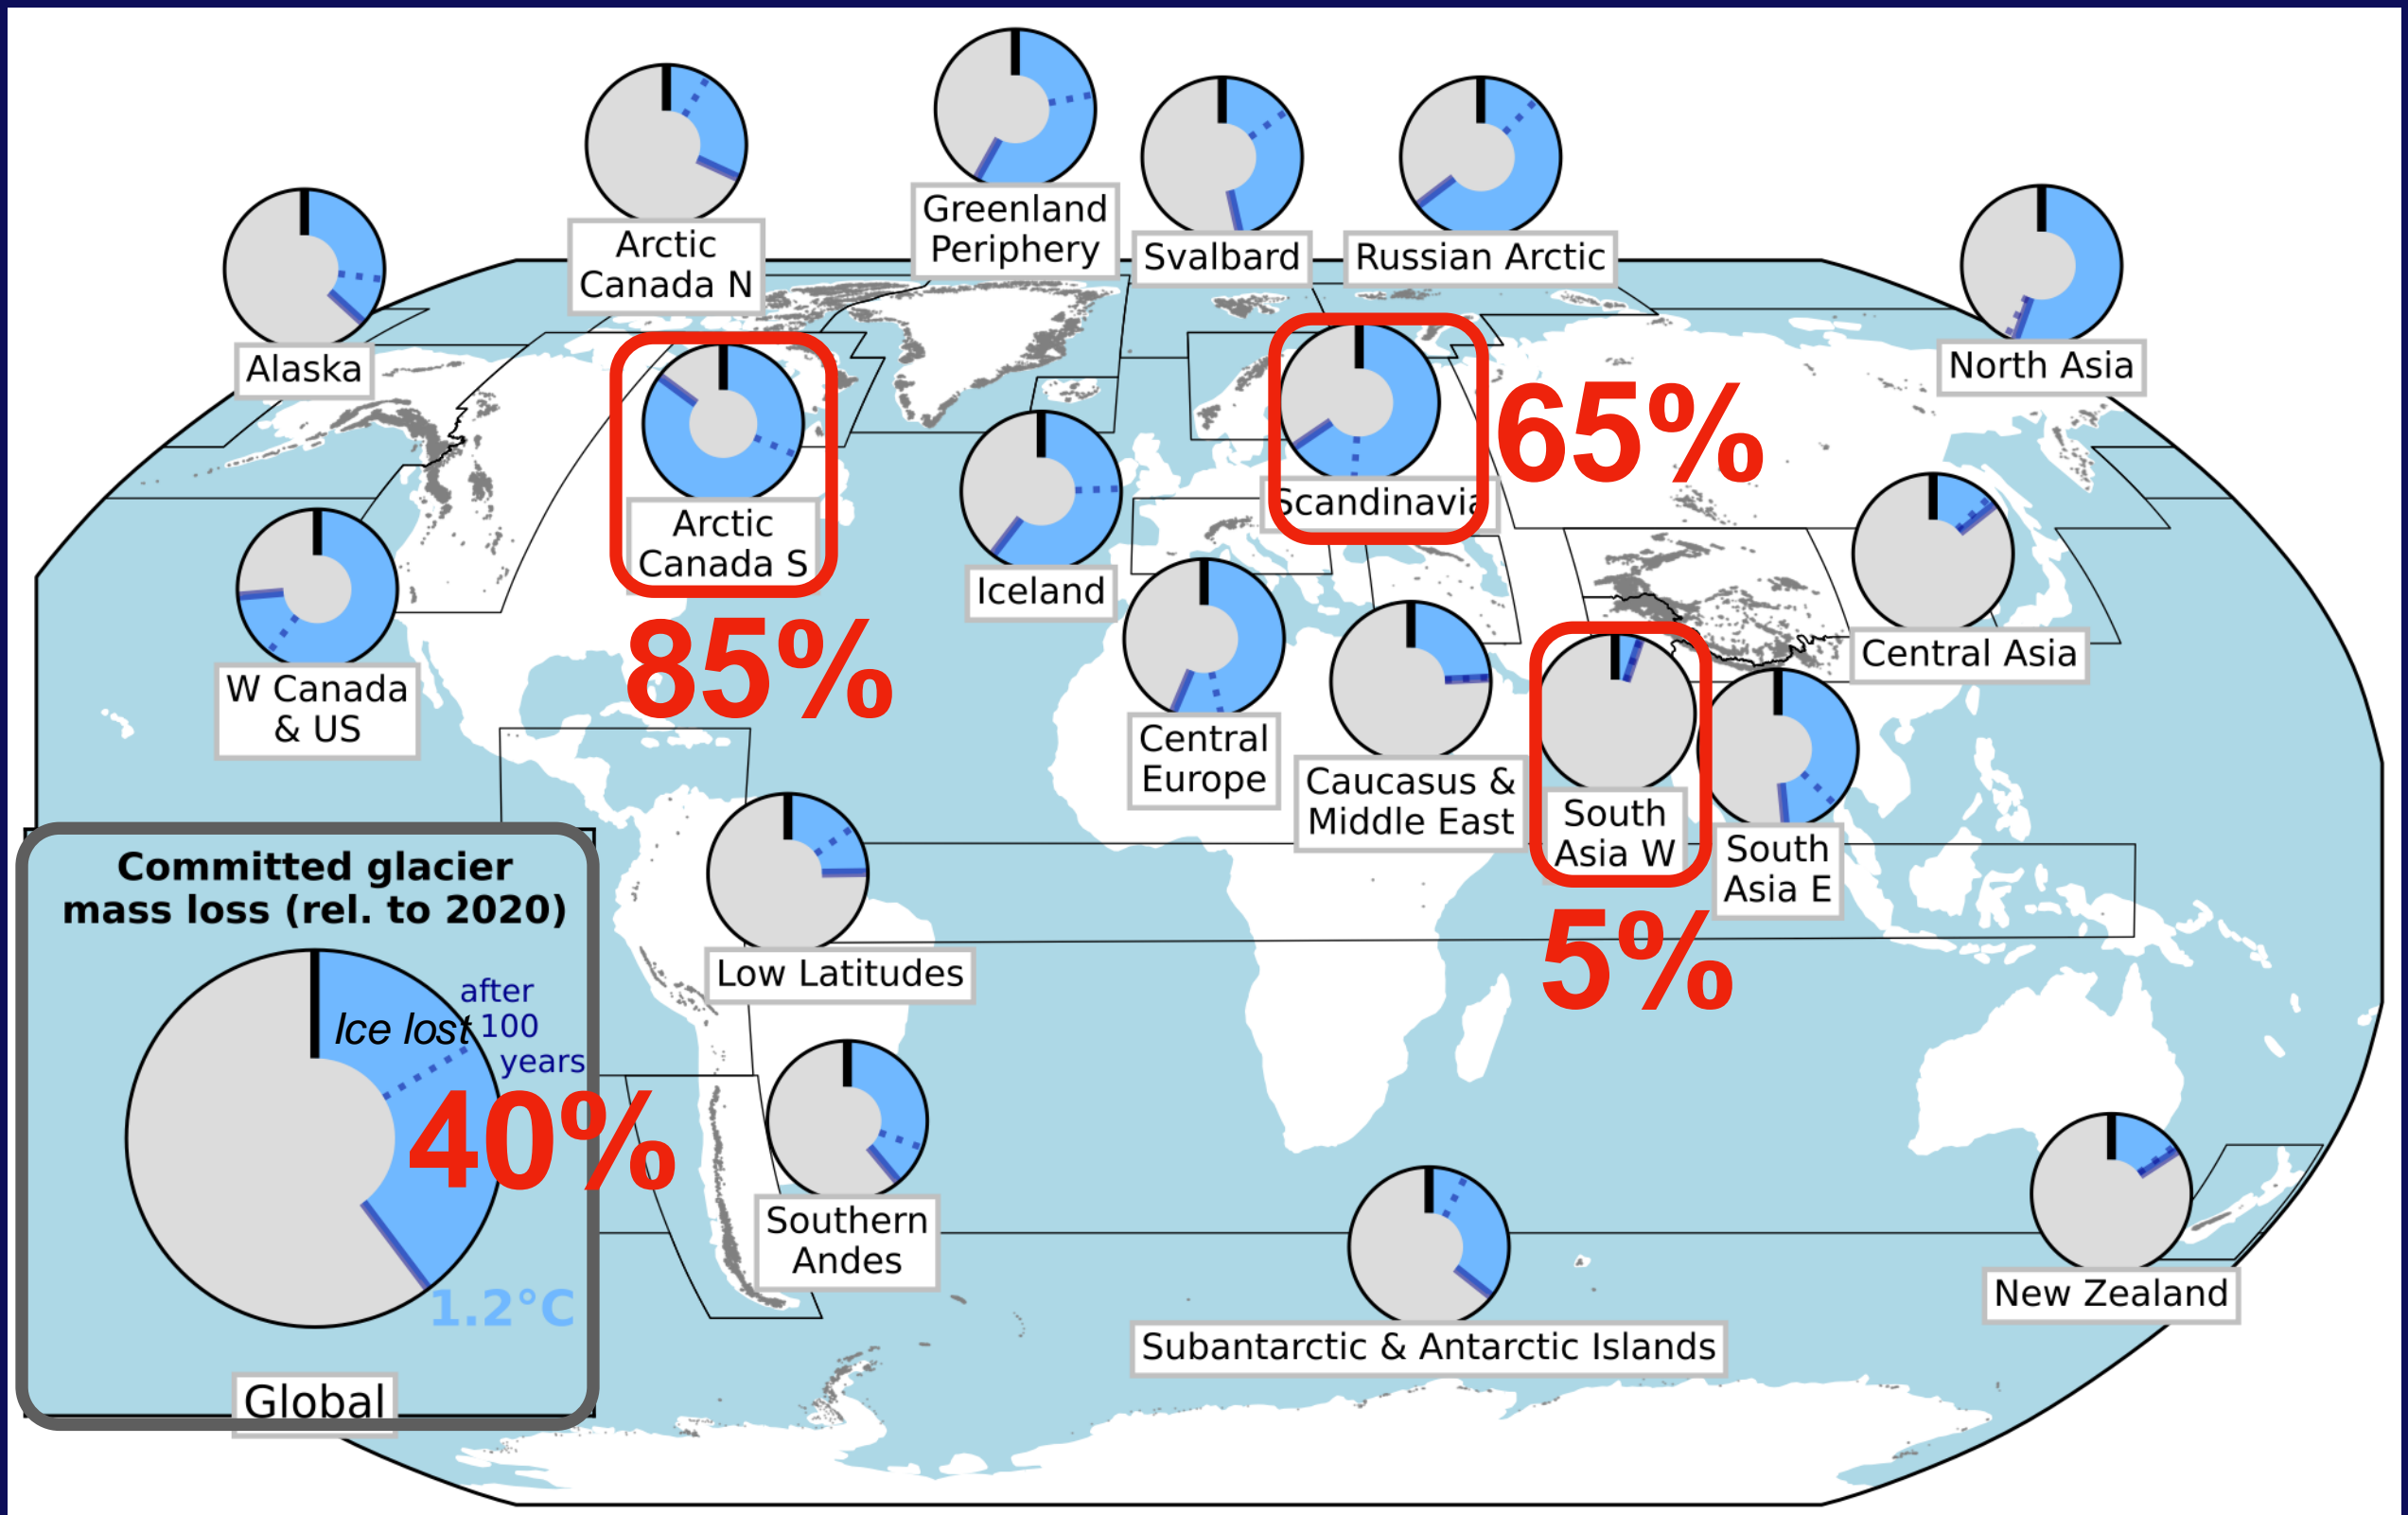 Greenland
Periphery
Arctic
Canada N
Svalbard
Russian Arctic
Alaska
North Asia
65%
Scandinavia
Arctic
Canada S
Iceland
85%
W Canada
& US
Central Asia
Central
Europe
Caucasus &
Middle East
South
Asia W
South
Asia E
5%
Low Latitudes
Committed glacier
mass loss (rel. to 2020)
after
Ice lost 100
years
40%
1.2°C
Global
Southern
Andes
New Zealand
Subantarctic & Antarctic Islands